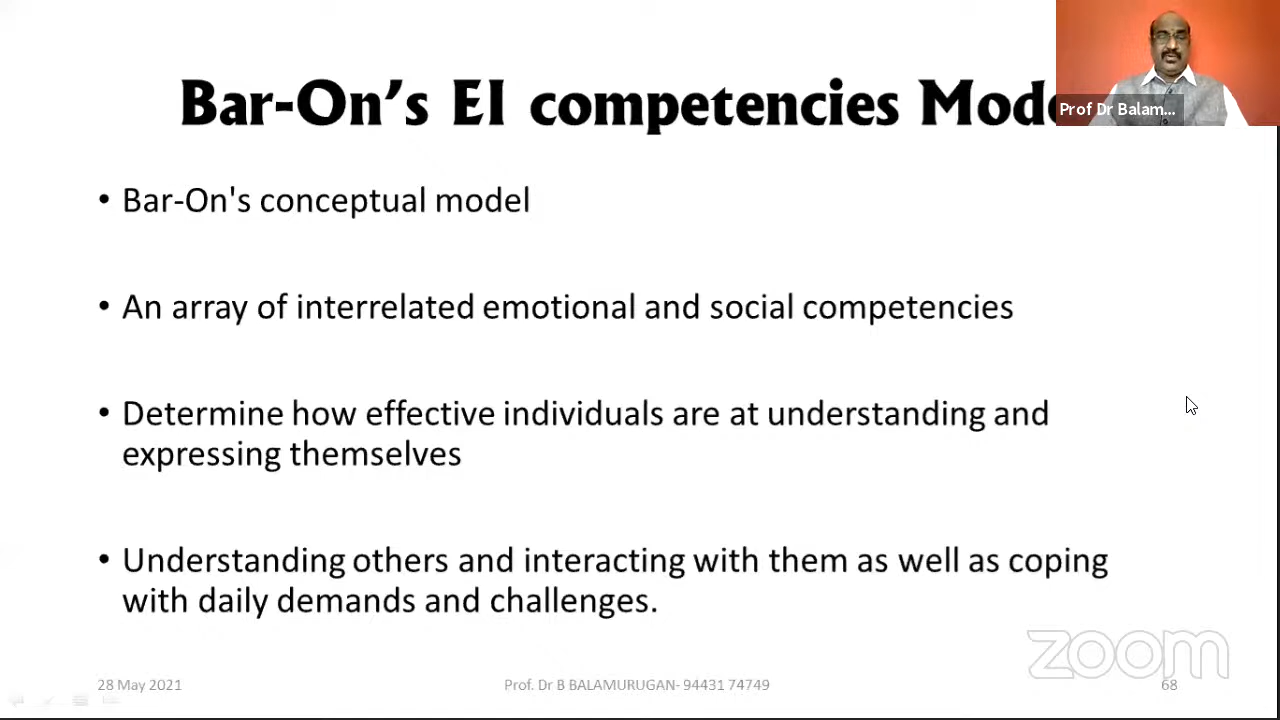 Bar-On's EI competencies Mod
Prof Dr Balam...
• Bar-On's conceptual model
• An array of interrelated emotional and social competencies
• Determine how effective individuals are at understanding and
expressing themselves
• Understanding others and interacting with them as well as coping
with daily demands and challenges.
zoom
28 May 2021
Prof. Dr B BALAMURUGAN- 94431 74749
68